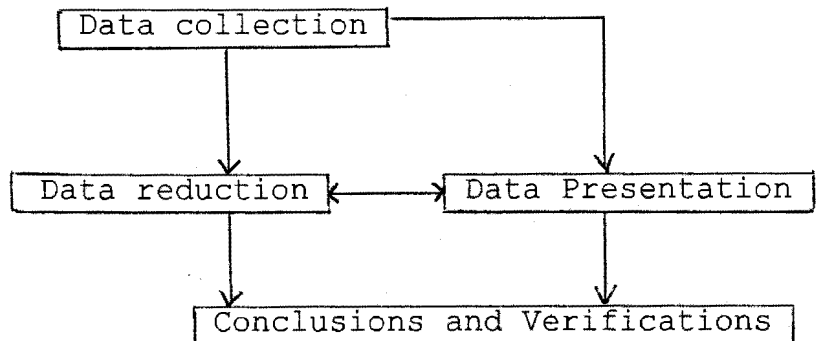 Data collection
Data reduction
Data Presentation
Conclusions and Verifications